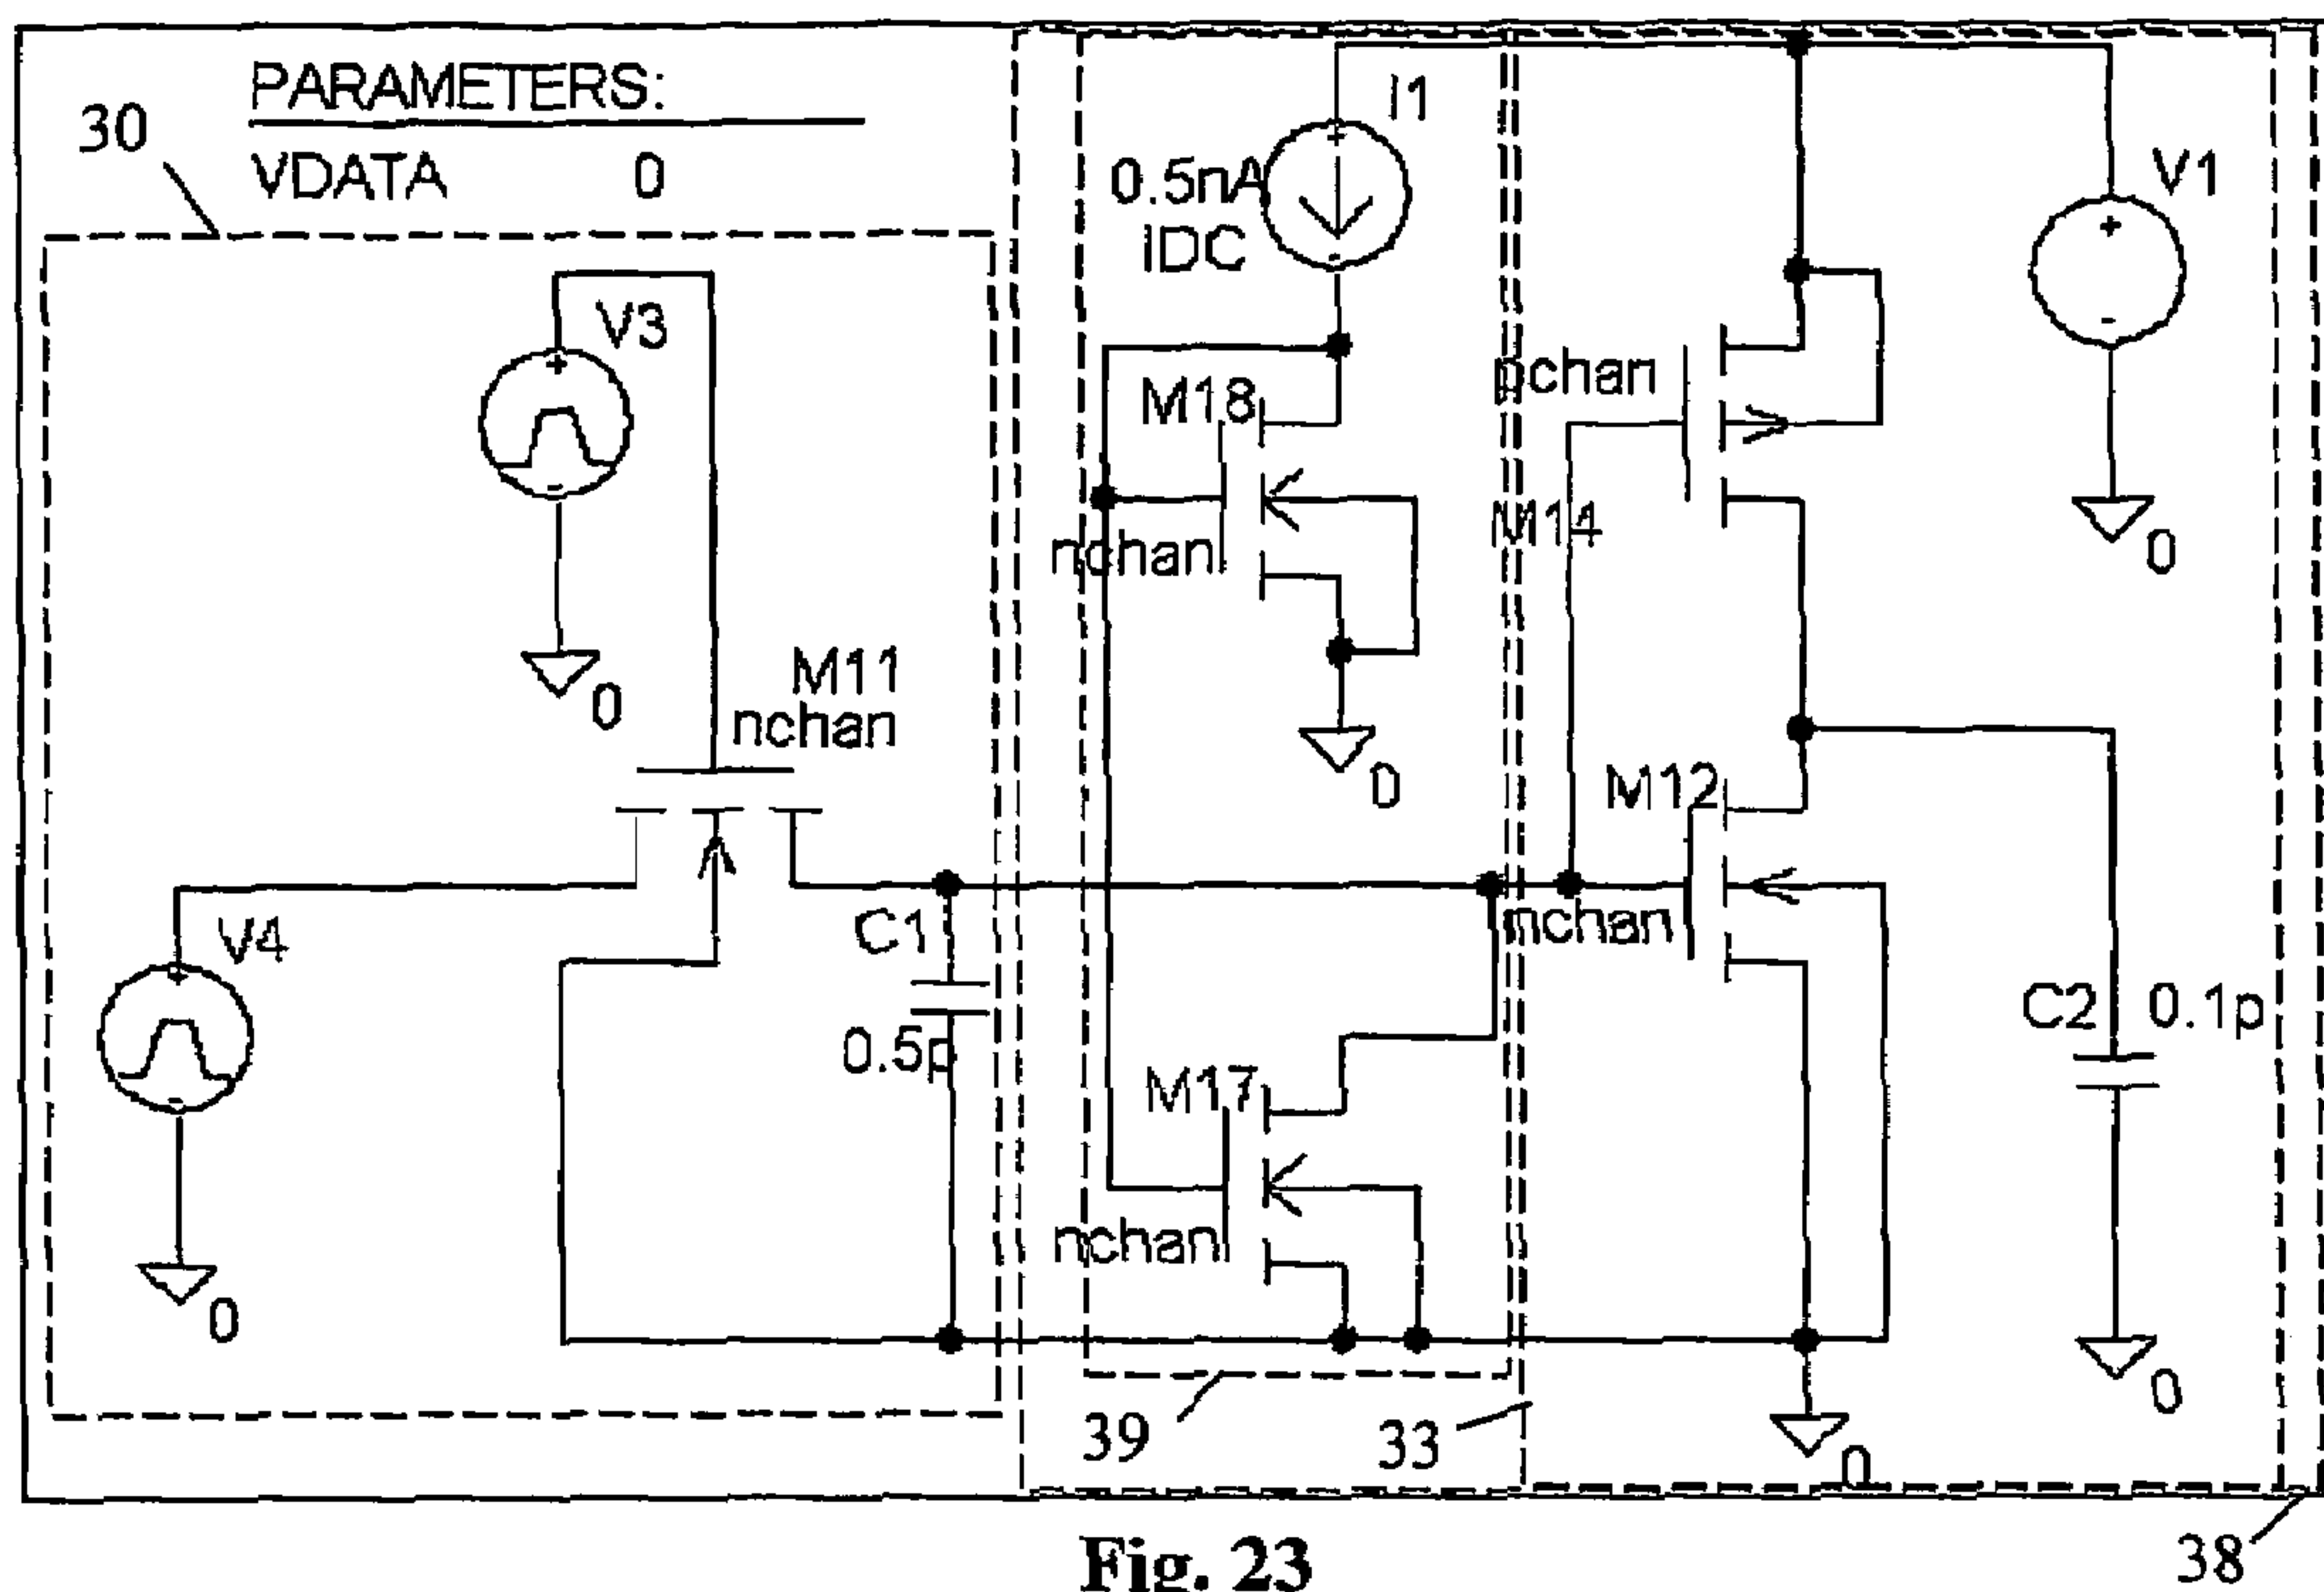 PARAMETERS:
30
VDATA 0
I1
0.5nA
IDC
V1
V3
0
pchan
M18
nchan
M14
0
M11
nchan
0
M12
V4
C1
nchan
0.5p
C2 0.1p
M17
nchan
0
0
39
33
0
38
Fig. 23